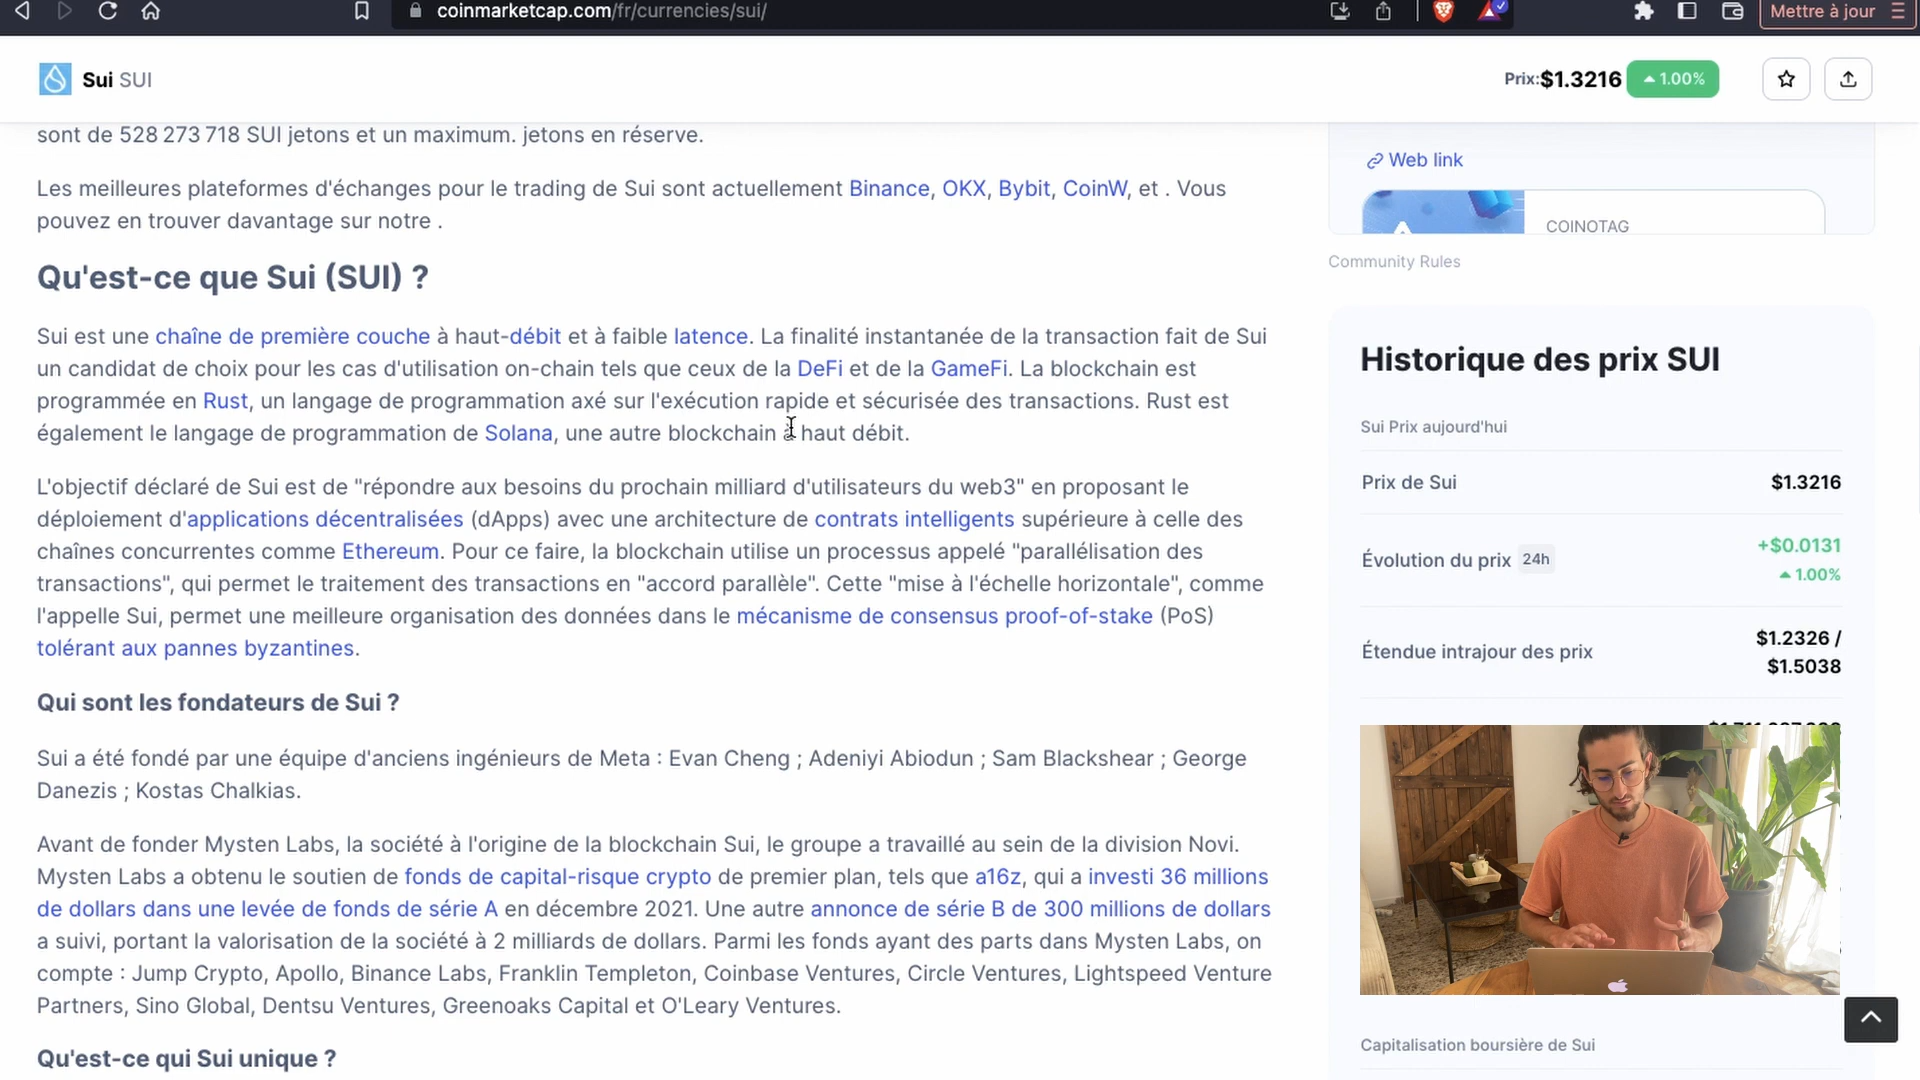 coinmarketcap.com/fr/currencies/sui/
Mettre à jour
Sui SUI
Prix:$1.3216
1.00%
sont de 528 273 718 SUI jetons et un maximum. jetons en réserve.
Les meilleures plateformes d'échanges pour le trading de Sui sont actuellement Binance, OKX, Bybit, CoinW, et . Vous
pouvez en trouver davantage sur notre .
Qu'est-ce que Sui (SUI) ?
Sui est une chaîne de première couche à haut-débit et à faible latence. La finalité instantanée de la transaction fait de Sui
un candidat de choix pour les cas d'utilisation on-chain tels que ceux de la DeFi et de la GameFi. La blockchain est
programmée en Rust, un langage de programmation axé sur l'exécution rapide et sécurisée des transactions. Rust est
également le langage de programmation de Solana, une autre blockchain à haut débit.
L'objectif déclaré de Sui est de "répondre aux besoins du prochain milliard d'utilisateurs du web3" en proposant le
déploiement d'applications décentralisées (dApps) avec une architecture de contrats intelligents supérieure à celle des
chaînes concurrentes comme Ethereum. Pour ce faire, la blockchain utilise un processus appelé "parallélisation des
transactions", qui permet le traitement des transactions en "accord parallèle". Cette "mise à l'échelle horizontale", comme
l'appelle Sui, permet une meilleure organisation des données dans le mécanisme de consensus proof-of-stake (PoS)
tolérant aux pannes byzantines.
Qui sont les fondateurs de Sui ?
Sui a été fondé par une équipe d'anciens ingénieurs de Meta : Evan Cheng ; Adeniyi Abiodun ; Sam Blackshear ; George
Danezis ; Kostas Chalkias.
Avant de fonder Mysten Labs, la société à l'origine de la blockchain Sui, le groupe a travaillé au sein de la division Novi.
Mysten Labs a obtenu le soutien de fonds de capital-risque crypto de premier plan, tels que a16z, qui a investi 36 millions
de dollars dans une levée de fonds de série A en décembre 2021. Une autre annonce de série B de 300 millions de dollars
a suivi, portant la valorisation de la société à 2 milliards de dollars. Parmi les fonds ayant des parts dans Mysten Labs, on
compte : Jump Crypto, Apollo, Binance Labs, Franklin Templeton, Coinbase Ventures, Circle Ventures, Lightspeed Venture
Partners, Sino Global, Dentsu Ventures, Greenoaks Capital et O'Leary Ventures.
Qu'est-ce qui Sui unique ?
Web link
COINOTAG
Community Rules
Historique des prix SUI
Sui Prix aujourd'hui
Prix de Sui
$1.3216
Évolution du prix 24h
+$0.0131
1.00%
Étendue intrajour des prix
$1.2326 /
$1.5038
Capitalisation boursière de Sui